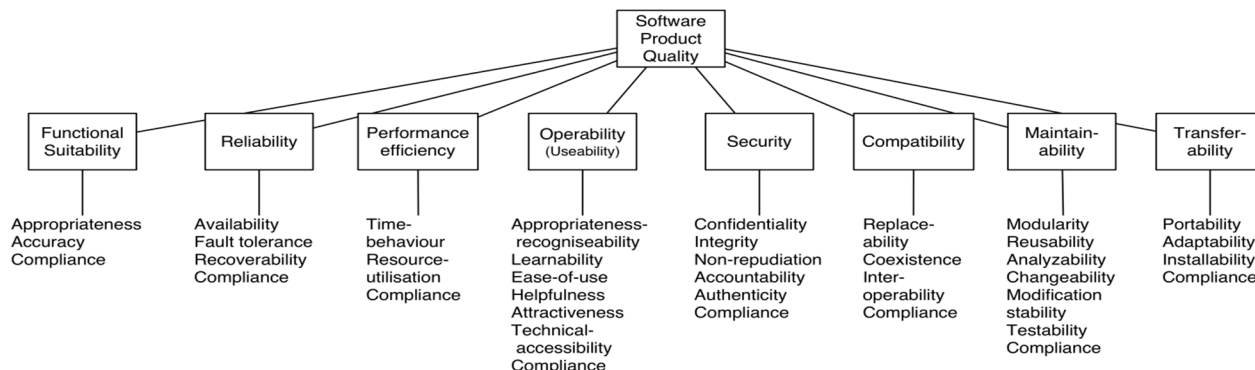 Software
Product
Quality
Functional
Suitability
Reliability
Performance
efficiency
Operability
(Useability)
Security
Compatibility
Maintain-
ability
Transfer-
ability
Appropriateness
Accuracy
Compliance
Availability
Fault tolerance
Recoverability
Compliance
Time-
behaviour
Resource-
utilisation
Compliance
Appropriateness-
recogniseability
Learnability
Ease-of-use
Helpfulness
Attractiveness
Technical-
accessibility
Compliance
Confidentiality
Integrity
Non-repudiation
Accountability
Authenticity
Compliance
Replace-
ability
Coexistence
Inter-
operability
Compliance
Modularity
Reusability
Analyzability
Changeability
Modification
stability
Testability
Compliance
Portability
Adaptability
Installability
Compliance